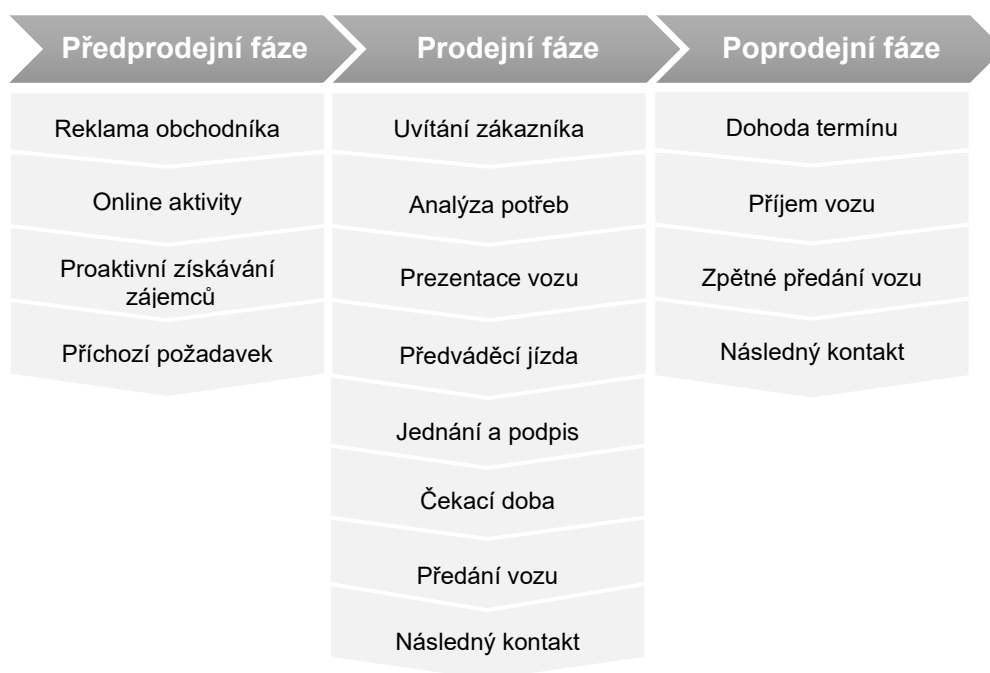 Předprodejní fáze
Prodejní fáze
Poprodejní fáze
Reklama obchodníka
Online aktivity
Proaktivní získávání
zájemců
Příchozí požadavek
Uvítání zákazníka
Analýza potřeb
Prezentace vozu
Předváděcí jízda
Jednání a podpis
Čekací doba
Předání vozu
Následný kontakt
Dohoda termínu
Příjem vozu
Zpětné předání vozu
Následný kontakt